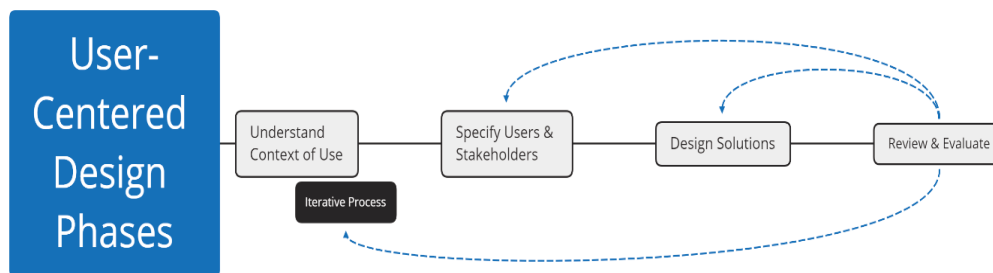 User-
Centered
Design
Phases
Understand
Context of Use
Iterative Process
Specify Users &
Stakeholders
Design Solutions
Review & Evaluate